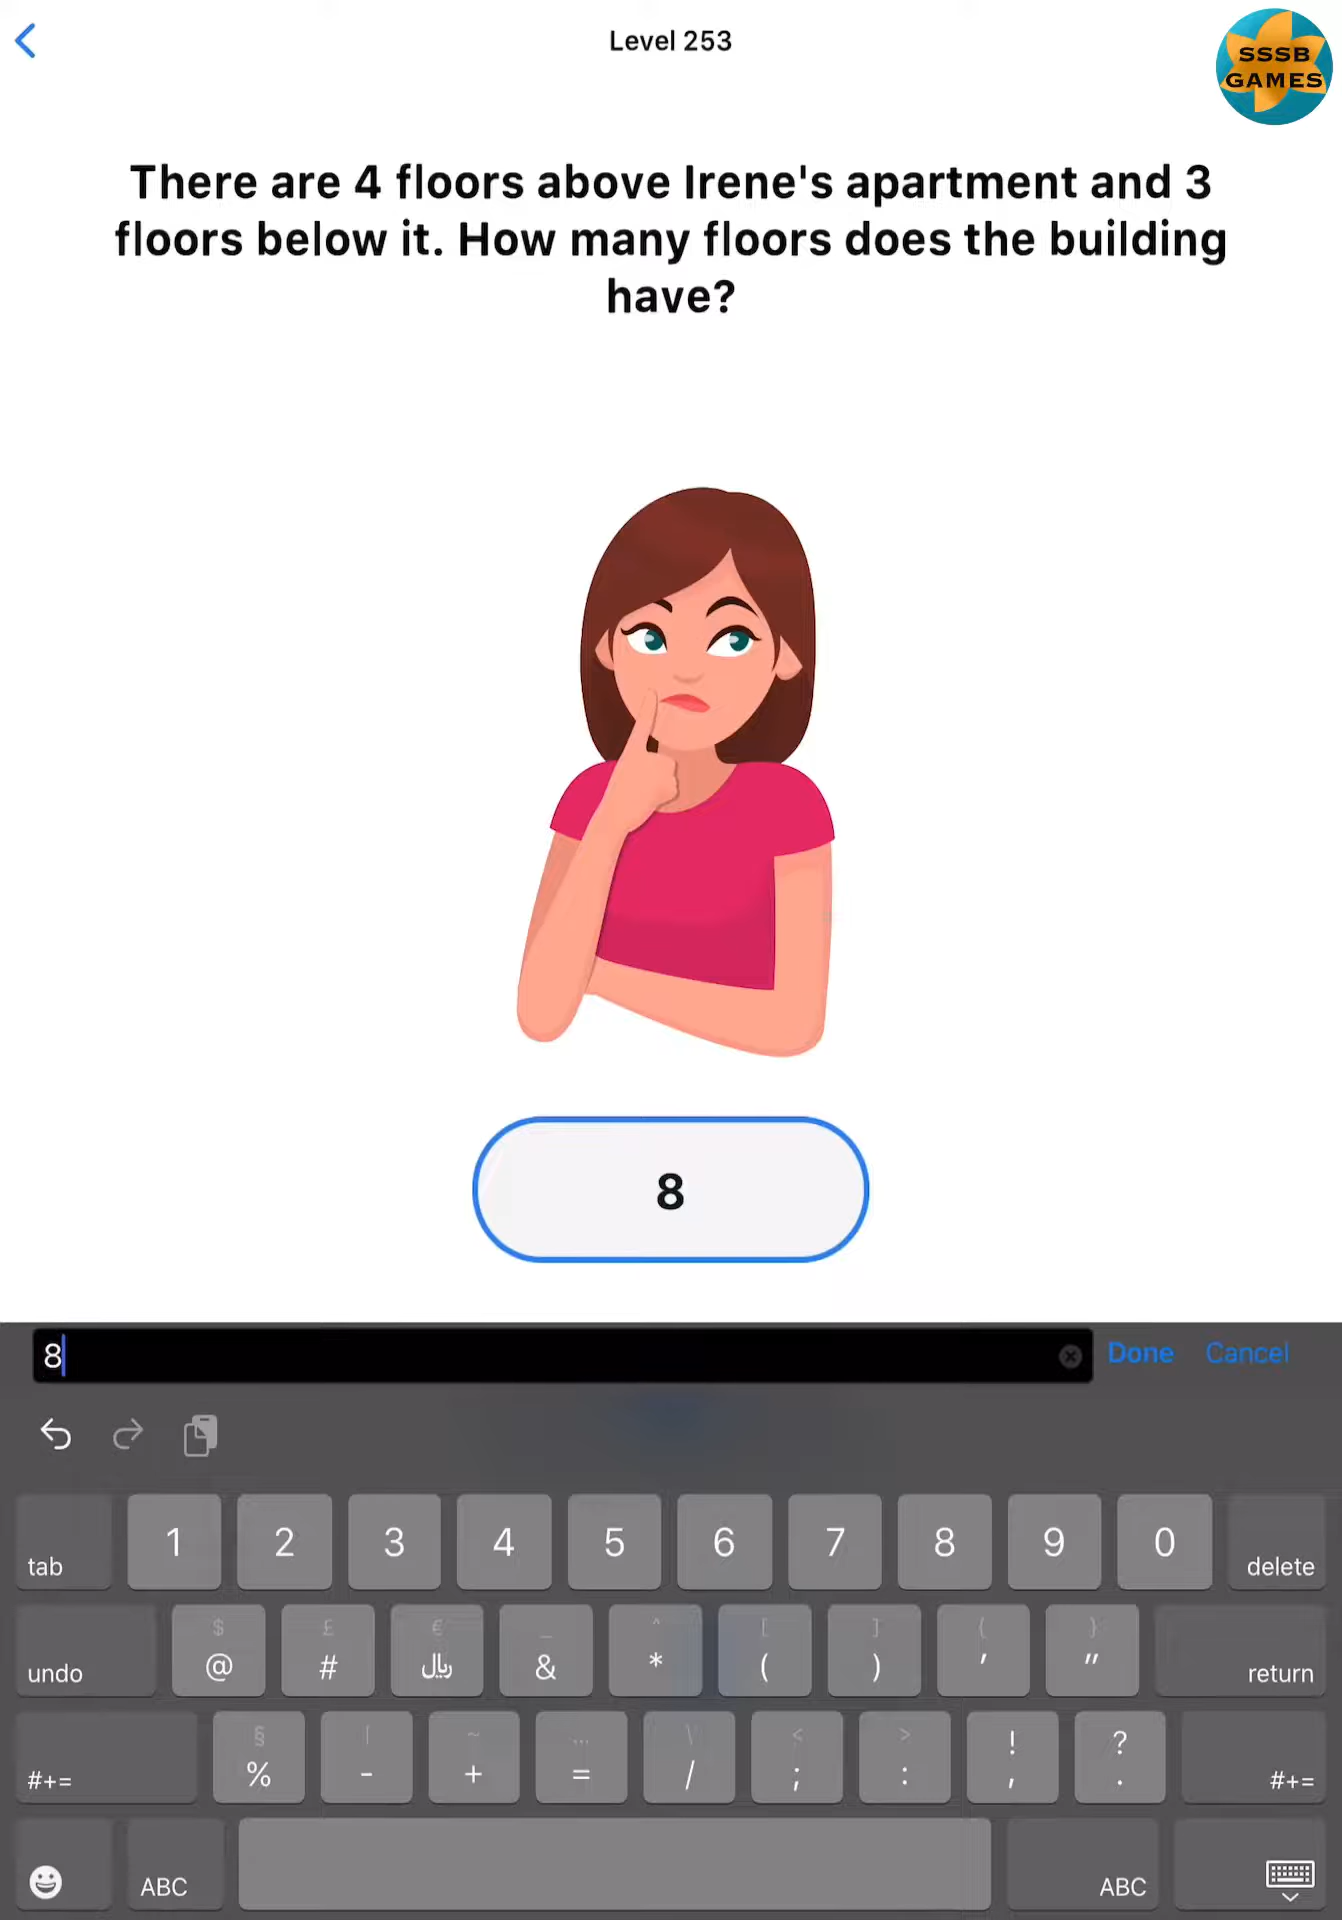 Level 253
SSSB
GAMES
There are 4 floors above Irene's apartment and 3
floors below it. How many floors does the building
have?
8
8
Done Cancel
tab 1 2 3 4 5 6 7 8 9 0 delete
$ £ € _ ^ [ ] { }
undo @ # ﷼ & * ( ) ' " return
§ | ~ … \ < > ! ?
#+= % - + = / ; : , . #+=
ABC ABC